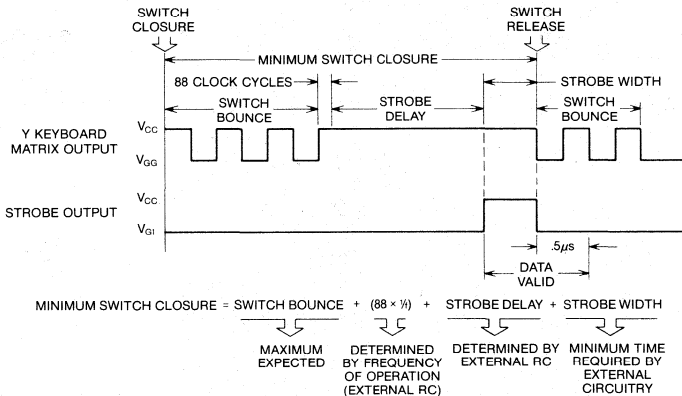 SWITCH CLOSURE
SWITCH RELEASE
MINIMUM SWITCH CLOSURE
88 CLOCK CYCLES
STROBE WIDTH
SWITCH BOUNCE
STROBE DELAY
SWITCH BOUNCE
Y KEYBOARD MATRIX OUTPUT
VCC
VGG
STROBE OUTPUT
VCC
VGI
.5µs
DATA VALID
MINIMUM SWITCH CLOSURE = SWITCH BOUNCE + (88 × 1/f) + STROBE DELAY + STROBE WIDTH
MAXIMUM EXPECTED
DETERMINED BY FREQUENCY OF OPERATION (EXTERNAL RC)
DETERMINED BY EXTERNAL RC
MINIMUM TIME REQUIRED BY EXTERNAL CIRCUITRY